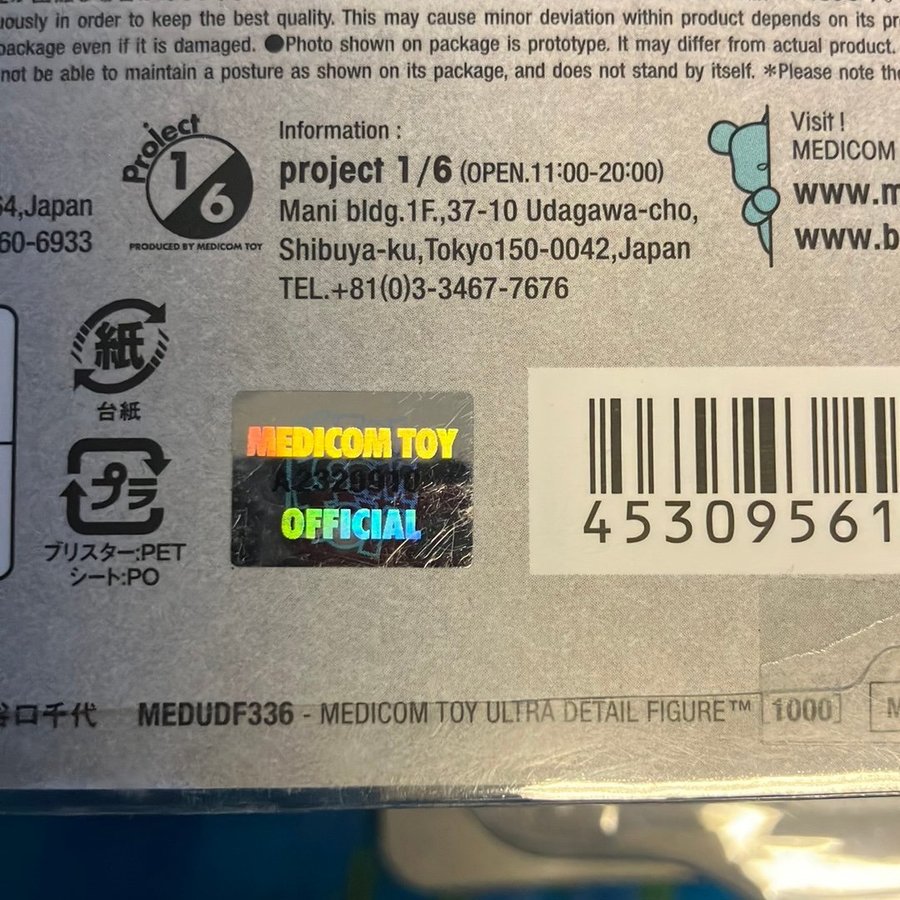 uously in order to keep the best quality. This may cause minor deviation within product depends on its
package even if it is damaged. ●Photo shown on package is prototype. It may differ from actual product.
not be able to maintain a posture as shown on its package, and does not stand by itself. *Please note
Project
1/6
PRODUCED BY MEDICOM TOY
64,Japan
60-6933
Information :
project 1/6 (OPEN.11:00-20:00)
Mani bldg.1F.,37-10 Udagawa-cho,
Shibuya-ku,Tokyo150-0042,Japan
TEL.+81(0)3-3467-7676
Visit !
MEDICOM
www.m
www.b
紙
台紙
プラ
ブリスター:PET
シート:PO
MEDICOM TOY
OFFICIAL
45309561
谷口千代 MEDUDF336 - MEDICOM TOY ULTRA DETAIL FIGURE™ 1000